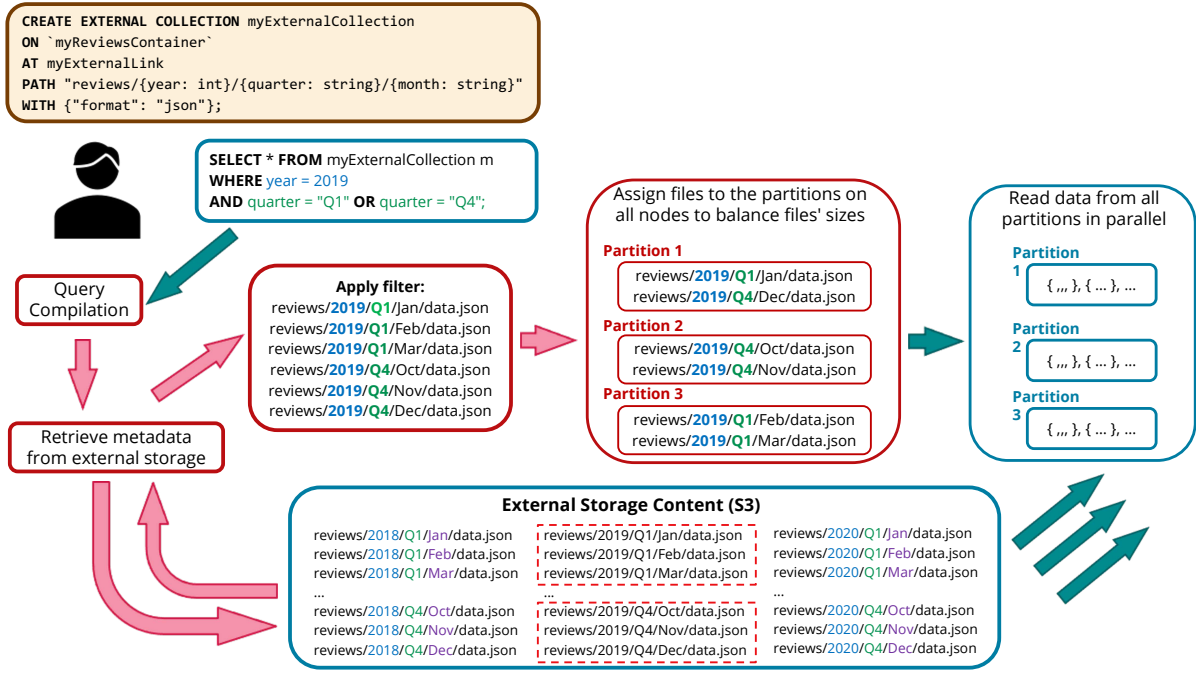 CREATE EXTERNAL COLLECTION myExternalCollection
ON `myReviewsContainer`
AT myExternalLink
PATH "reviews/{year: int}/{quarter: string}/{month: string}"
WITH {"format": "json"};
SELECT * FROM myExternalCollection m
WHERE year = 2019
AND quarter = "Q1" OR quarter = "Q4";
Query
Compilation
Retrieve metadata
from external storage
Apply filter:
reviews/2019/Q1/Jan/data.json
reviews/2019/Q1/Feb/data.json
reviews/2019/Q1/Mar/data.json
reviews/2019/Q4/Oct/data.json
reviews/2019/Q4/Nov/data.json
reviews/2019/Q4/Dec/data.json
Assign files to the partitions on
all nodes to balance files' sizes
Partition 1
reviews/2019/Q1/Jan/data.json
reviews/2019/Q4/Dec/data.json
Partition 2
reviews/2019/Q4/Oct/data.json
reviews/2019/Q4/Nov/data.json
Partition 3
reviews/2019/Q1/Feb/data.json
reviews/2019/Q1/Mar/data.json
Read data from all
partitions in parallel
Partition
1
{ ,,, }, { ... }, ...
Partition
2
{ ,,, }, { ... }, ...
Partition
3
{ ,,, }, { ... }, ...
External Storage Content (S3)
reviews/2018/Q1/Jan/data.json
reviews/2018/Q1/Feb/data.json
reviews/2018/Q1/Mar/data.json
...
reviews/2018/Q4/Oct/data.json
reviews/2018/Q4/Nov/data.json
reviews/2018/Q4/Dec/data.json
reviews/2019/Q1/Jan/data.json
reviews/2019/Q1/Feb/data.json
reviews/2019/Q1/Mar/data.json
...
reviews/2019/Q4/Oct/data.json
reviews/2019/Q4/Nov/data.json
reviews/2019/Q4/Dec/data.json
reviews/2020/Q1/Jan/data.json
reviews/2020/Q1/Feb/data.json
reviews/2020/Q1/Mar/data.json
...
reviews/2020/Q4/Oct/data.json
reviews/2020/Q4/Nov/data.json
reviews/2020/Q4/Dec/data.json